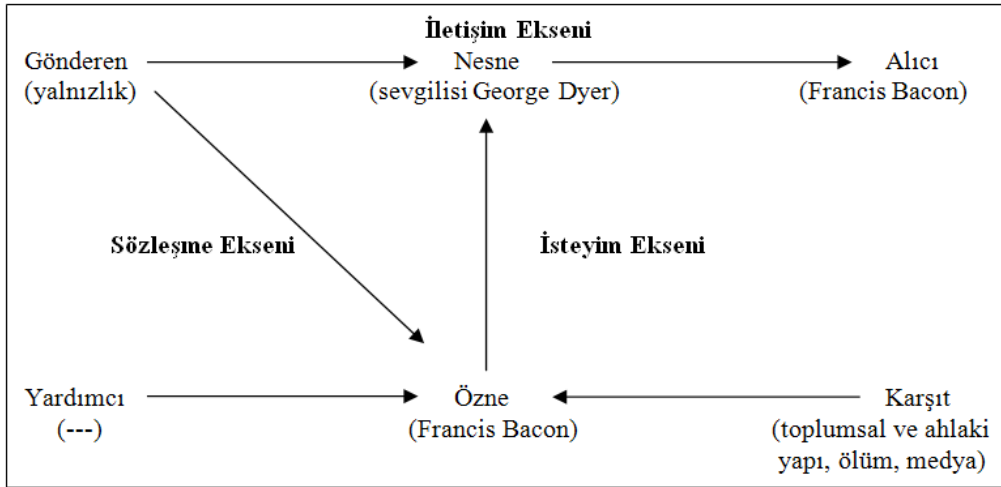 İletişim Ekseni
Gönderen Nesne Alıcı
(yalnızlık) (sevgilisi George Dyer) (Francis Bacon)
Sözleşme Ekseni İsteyim Ekseni
Yardımcı Özne Karşıt
(---) (Francis Bacon) (toplumsal ve ahlaki
yapı, ölüm, medya)